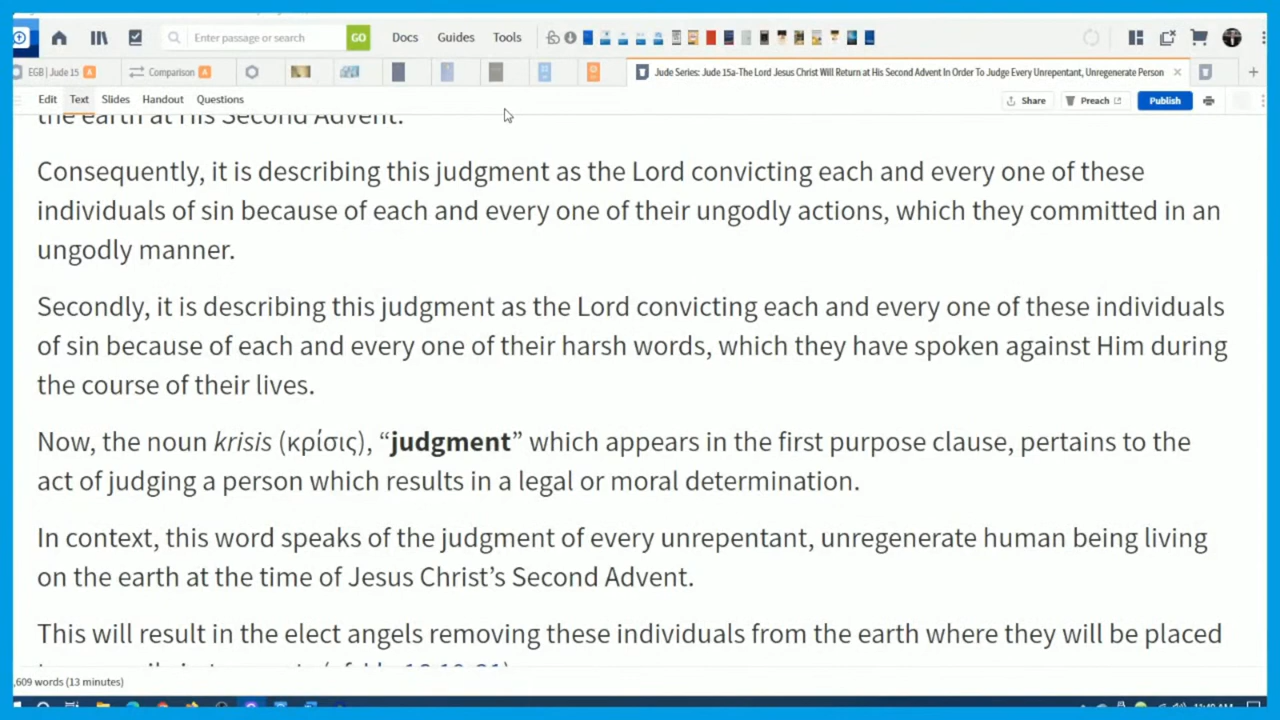 Enter passage or search
GO
Docs
Guides
Tools
EGB | Jude 15
A
Comparison
A
Jude Series: Jude 15a-The Lord Jesus Christ Will Return at His Second Advent In Order To Judge Every Unrepentant, Unregenerate Person
Edit
Text
Slides
Handout
Questions
Share
Preach
Publish
the earth at His Second Advent.
Consequently, it is describing this judgment as the Lord convicting each and every one of these
individuals of sin because of each and every one of their ungodly actions, which they committed in an
ungodly manner.
Secondly, it is describing this judgment as the Lord convicting each and every one of these individuals
of sin because of each and every one of their harsh words, which they have spoken against Him during
the course of their lives.
Now, the noun krisis (κρίσις), “judgment” which appears in the first purpose clause, pertains to the
act of judging a person which results in a legal or moral determination.
In context, this word speaks of the judgment of every unrepentant, unregenerate human being living
on the earth at the time of Jesus Christ’s Second Advent.
This will result in the elect angels removing these individuals from the earth where they will be placed
,609 words (13 minutes)